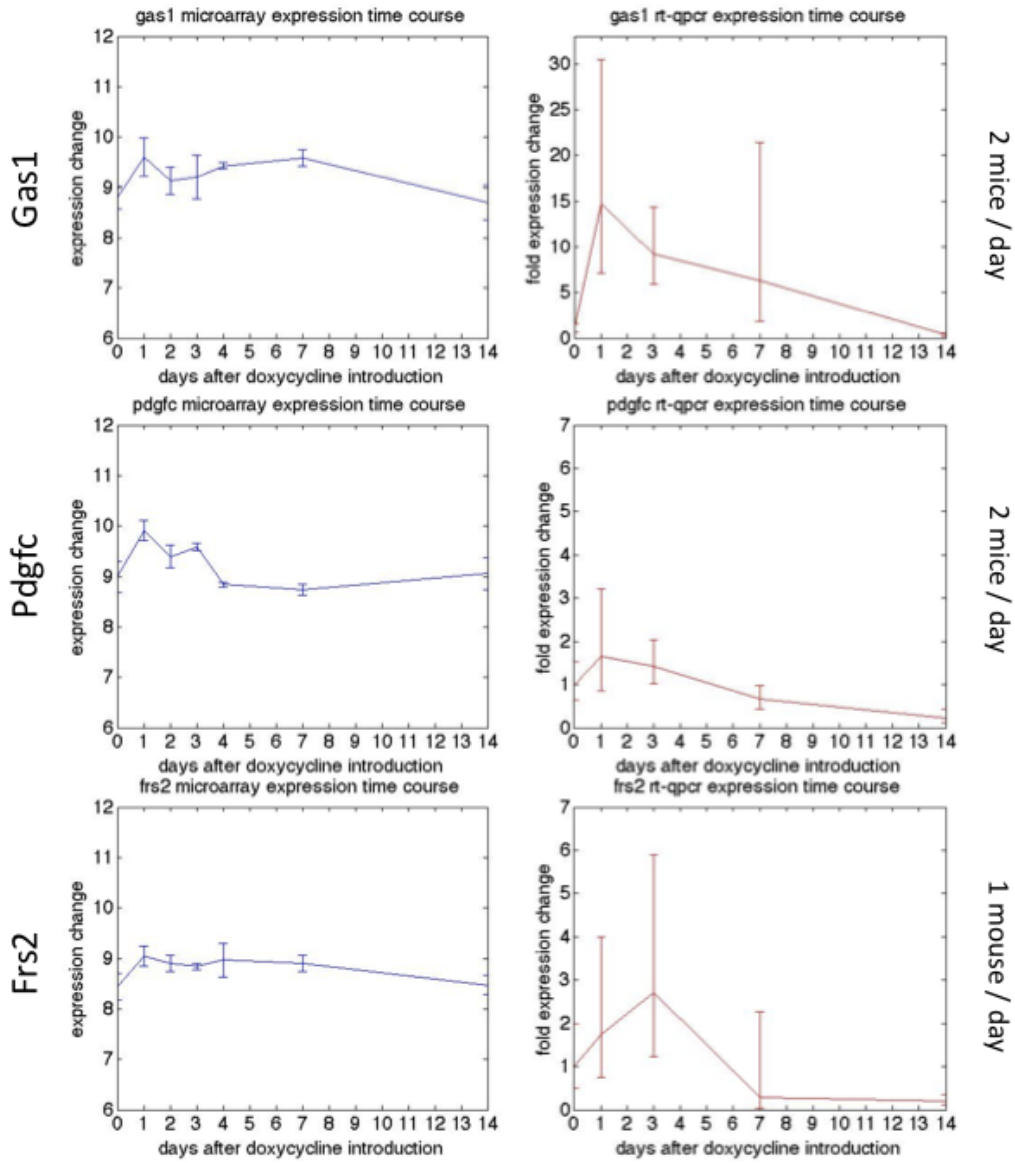 gas1 microarray expression time course
gas1 rt-qpcr expression time course
Gas1
expression change
12
11
10
9
8
7
6
0 1 2 3 4 5 6 7 8 9 10 11 12 13 14
days after doxycycline introduction
fold expression change
30
25
20
15
10
5
0
0 1 2 3 4 5 6 7 8 9 10 11 12 13 14
days after doxycycline introduction
2 mice / day
pdgfc microarray expression time course
pdgfc rt-qpcr expression time course
Pdgfc
expression change
12
11
10
9
8
7
6
0 1 2 3 4 5 6 7 8 9 10 11 12 13 14
days after doxycycline introduction
fold expression change
7
6
5
4
3
2
1
0
0 1 2 3 4 5 6 7 8 9 10 11 12 13 14
days after doxycycline introduction
2 mice / day
frs2 microarray expression time course
frs2 rt-qpcr expression time course
Frs2
expression change
12
11
10
9
8
7
6
0 1 2 3 4 5 6 7 8 9 10 11 12 13 14
days after doxycycline introduction
fold expression change
7
6
5
4
3
2
1
0
0 1 2 3 4 5 6 7 8 9 10 11 12 13 14
days after doxycycline introduction
1 mouse / day